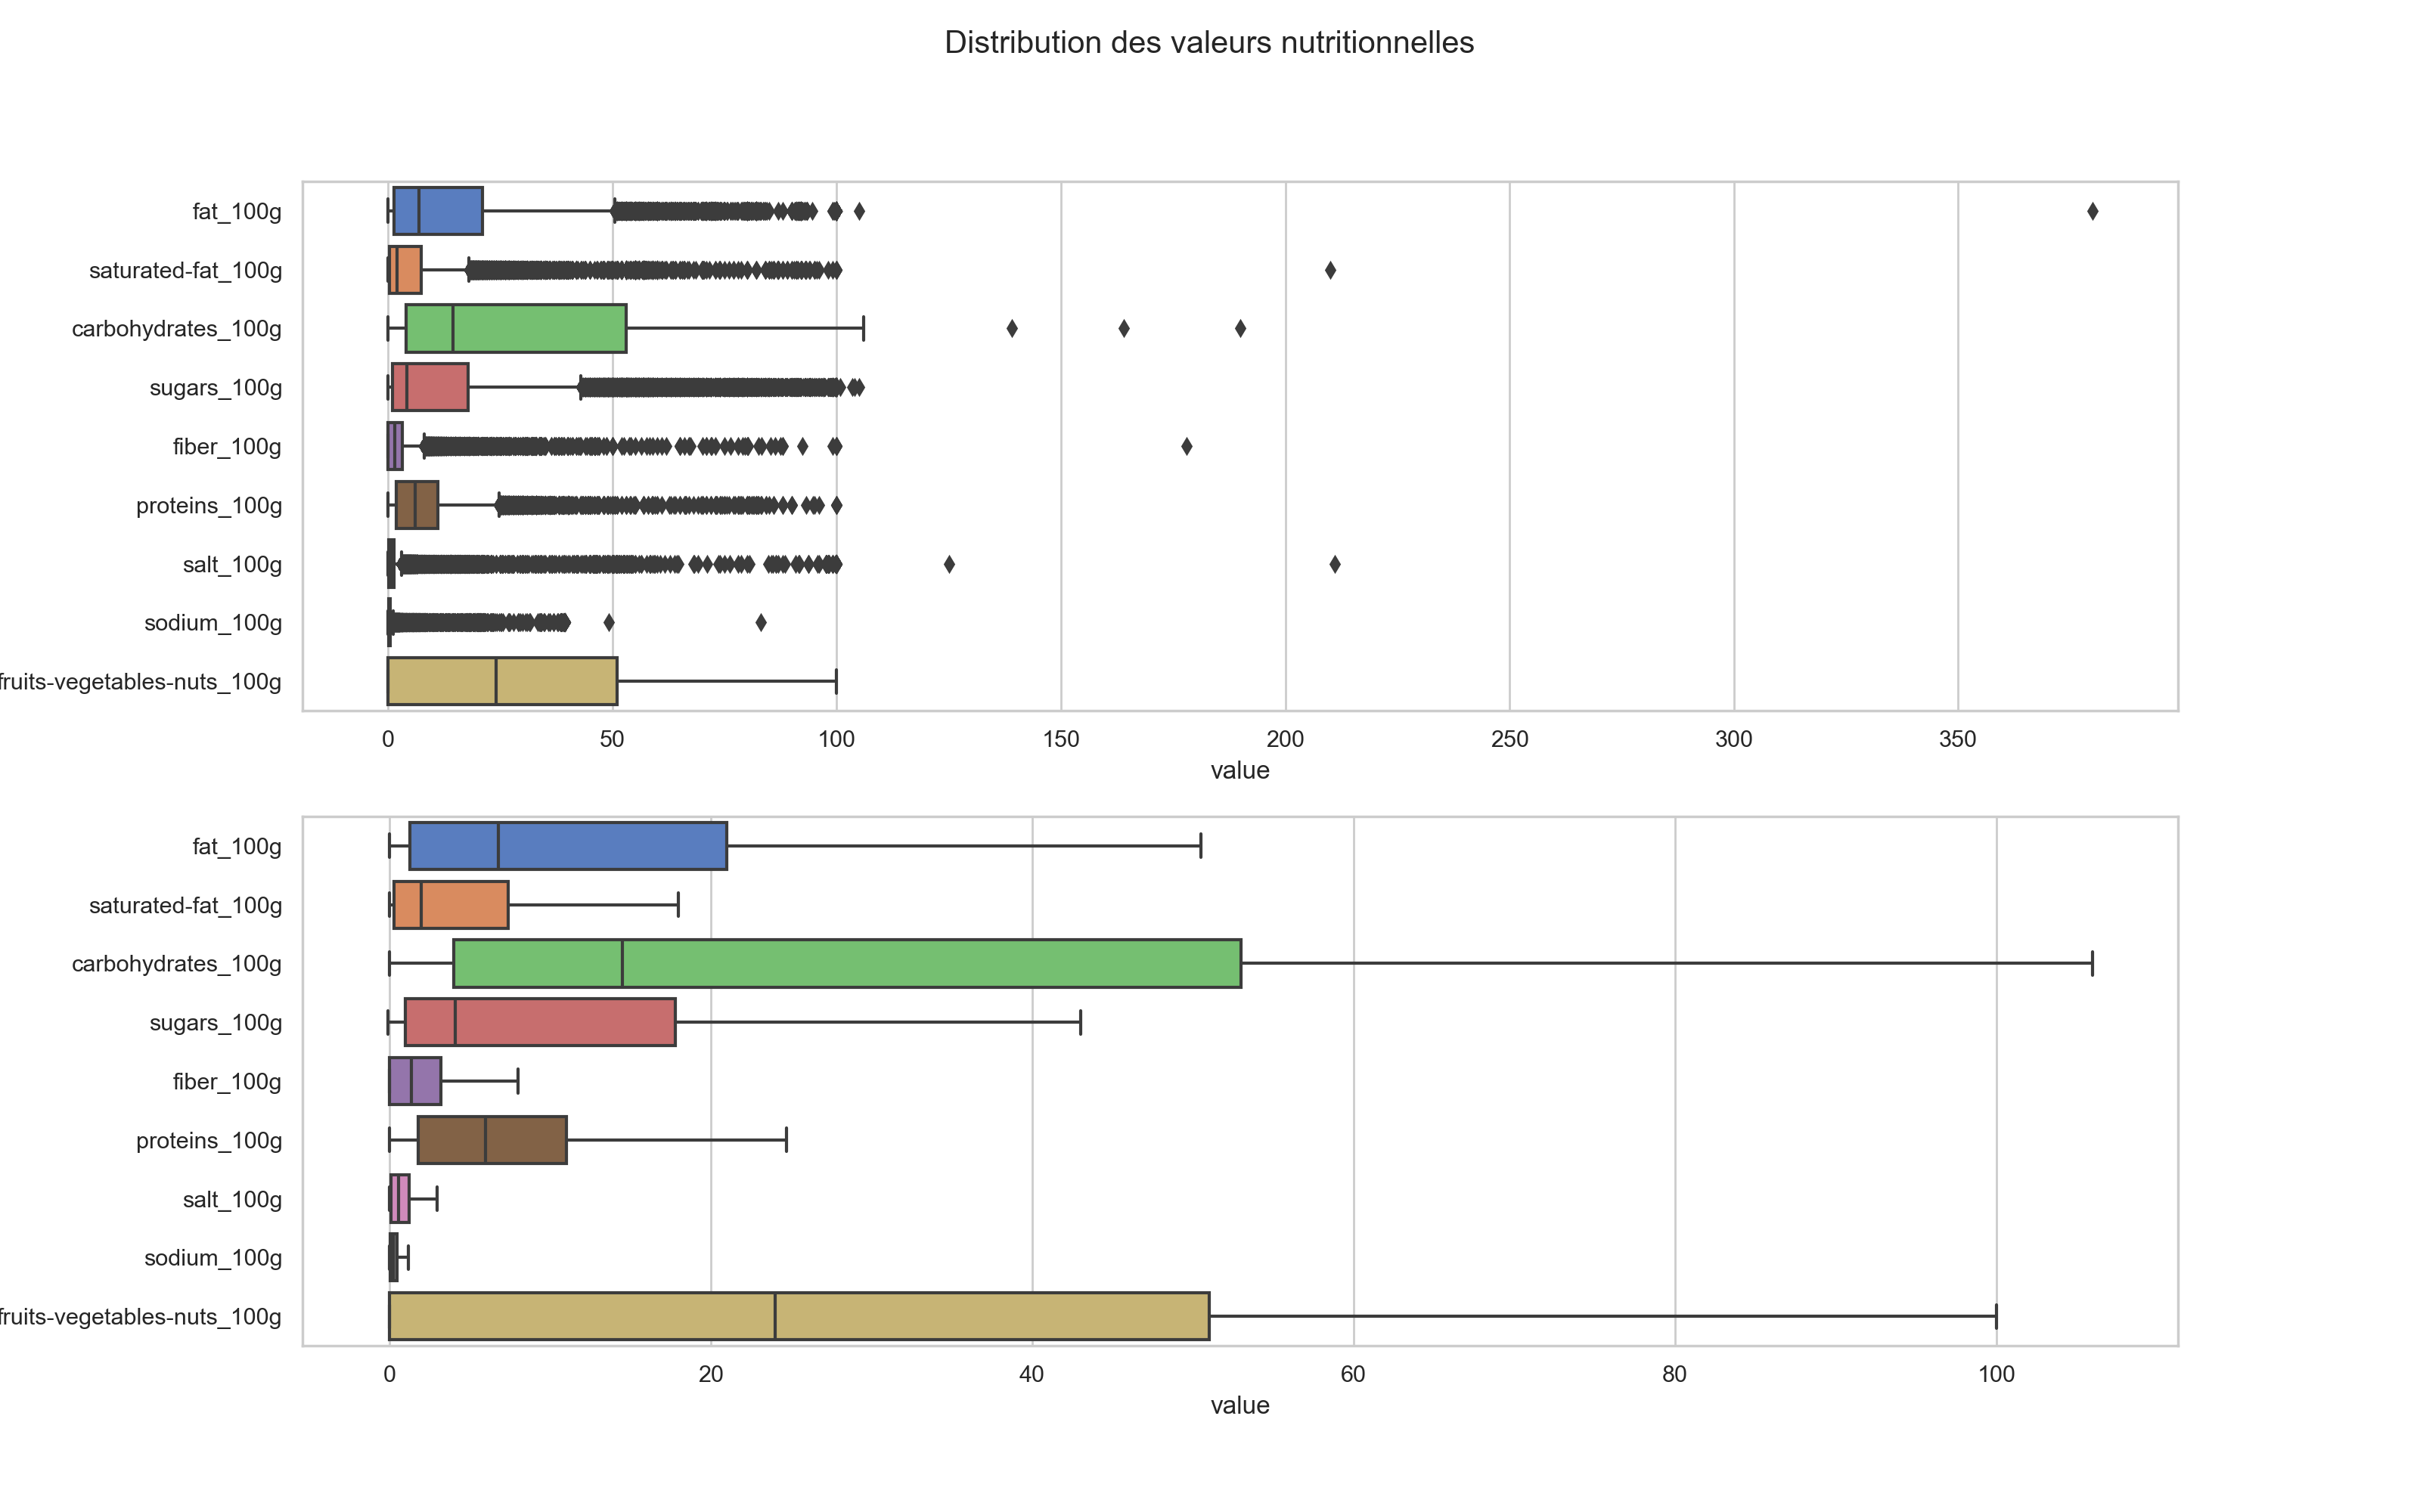 Distribution des valeurs nutritionnelles
fat_100g
saturated-fat_100g
carbohydrates_100g
sugars_100g
fiber_100g
proteins_100g
salt_100g
sodium_100g
fruits-vegetables-nuts_100g
0 50 100 150 200 250 300 350
value
fat_100g
saturated-fat_100g
carbohydrates_100g
sugars_100g
fiber_100g
proteins_100g
salt_100g
sodium_100g
fruits-vegetables-nuts_100g
0 20 40 60 80 100
value